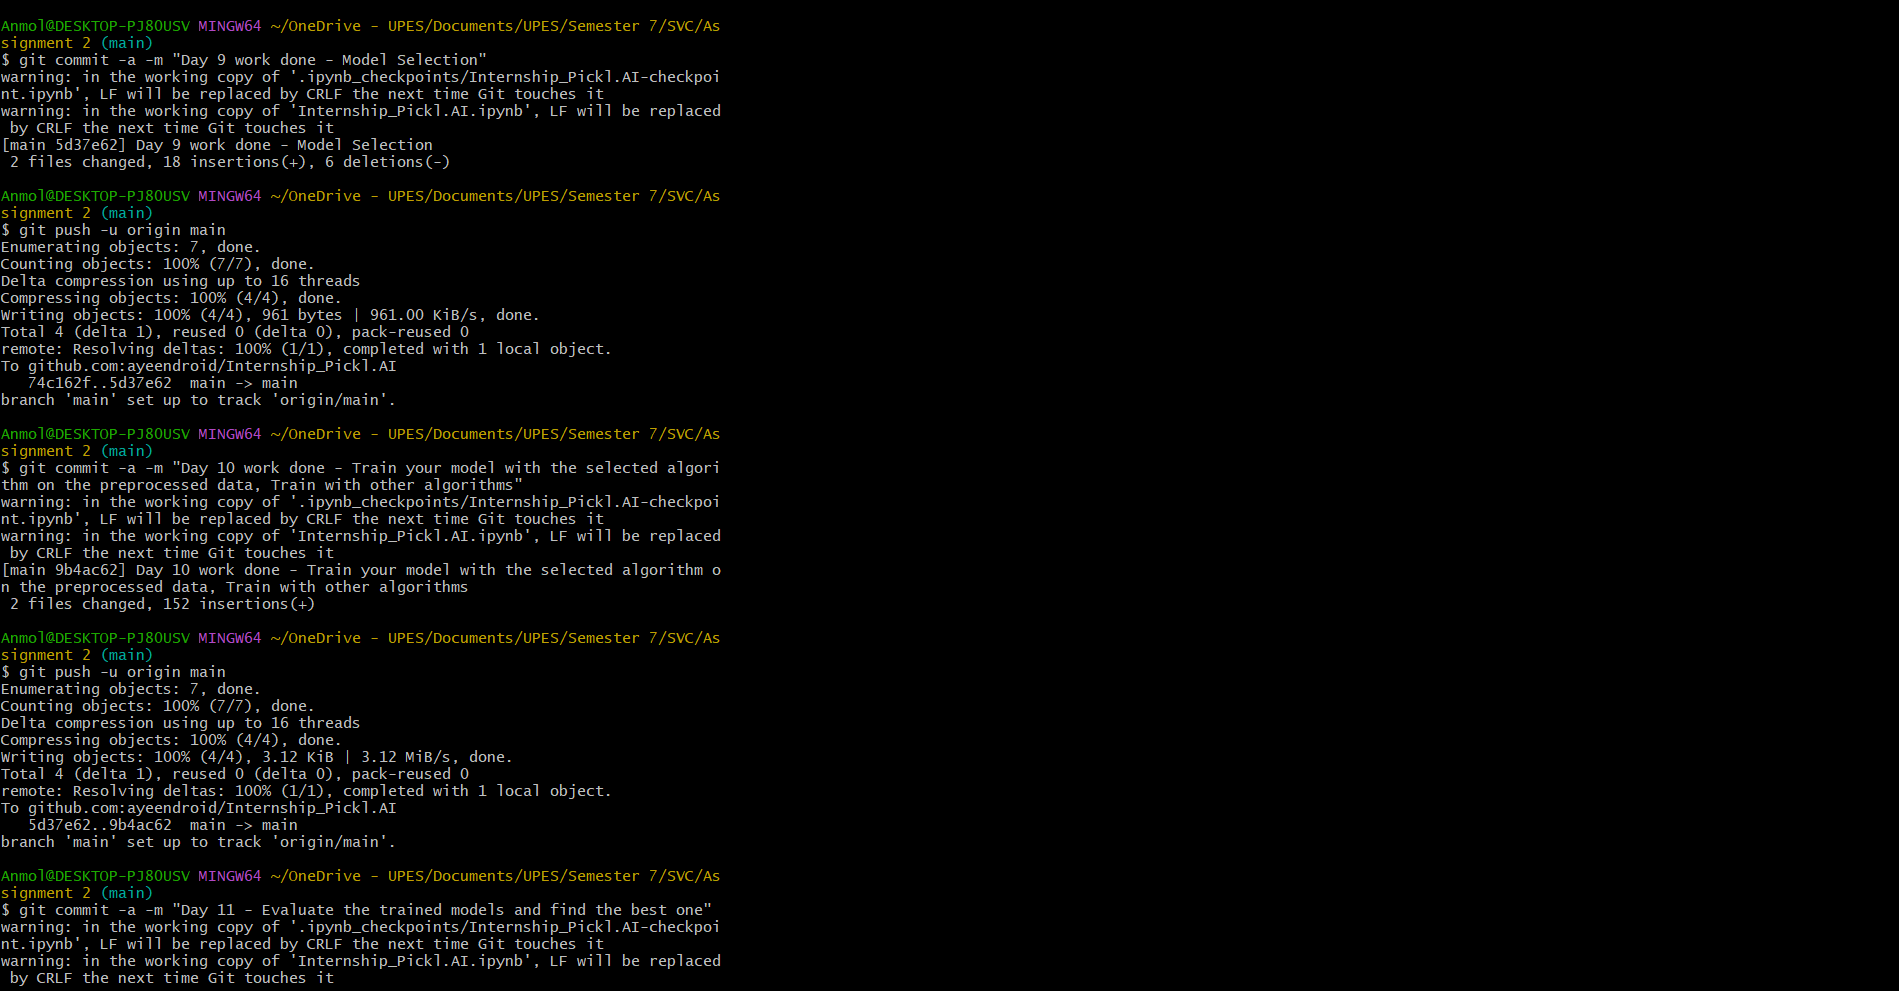 Anmol@DESKTOP-PJ80USV MINGW64 ~/OneDrive - UPES/Documents/UPES/Semester 7/SVC/As
signment 2 (main)
$ git commit -a -m "Day 9 work done - Model Selection"
warning: in the working copy of '.ipynb_checkpoints/Internship_Pickl.AI-checkpoi
nt.ipynb', LF will be replaced by CRLF the next time Git touches it
warning: in the working copy of 'Internship_Pickl.AI.ipynb', LF will be replaced
 by CRLF the next time Git touches it
[main 5d37e62] Day 9 work done - Model Selection
 2 files changed, 18 insertions(+), 6 deletions(-)

Anmol@DESKTOP-PJ80USV MINGW64 ~/OneDrive - UPES/Documents/UPES/Semester 7/SVC/As
signment 2 (main)
$ git push -u origin main
Enumerating objects: 7, done.
Counting objects: 100% (7/7), done.
Delta compression using up to 16 threads
Compressing objects: 100% (4/4), done.
Writing objects: 100% (4/4), 961 bytes | 961.00 KiB/s, done.
Total 4 (delta 1), reused 0 (delta 0), pack-reused 0
remote: Resolving deltas: 100% (1/1), completed with 1 local object.
To github.com:ayeendroid/Internship_Pickl.AI
   74c162f..5d37e62  main -> main
branch 'main' set up to track 'origin/main'.

Anmol@DESKTOP-PJ80USV MINGW64 ~/OneDrive - UPES/Documents/UPES/Semester 7/SVC/As
signment 2 (main)
$ git commit -a -m "Day 10 work done - Train your model with the selected algori
thm on the preprocessed data, Train with other algorithms"
warning: in the working copy of '.ipynb_checkpoints/Internship_Pickl.AI-checkpoi
nt.ipynb', LF will be replaced by CRLF the next time Git touches it
warning: in the working copy of 'Internship_Pickl.AI.ipynb', LF will be replaced
 by CRLF the next time Git touches it
[main 9b4ac62] Day 10 work done - Train your model with the selected algorithm o
n the preprocessed data, Train with other algorithms
 2 files changed, 152 insertions(+)

Anmol@DESKTOP-PJ80USV MINGW64 ~/OneDrive - UPES/Documents/UPES/Semester 7/SVC/As
signment 2 (main)
$ git push -u origin main
Enumerating objects: 7, done.
Counting objects: 100% (7/7), done.
Delta compression using up to 16 threads
Compressing objects: 100% (4/4), done.
Writing objects: 100% (4/4), 3.12 KiB | 3.12 MiB/s, done.
Total 4 (delta 1), reused 0 (delta 0), pack-reused 0
remote: Resolving deltas: 100% (1/1), completed with 1 local object.
To github.com:ayeendroid/Internship_Pickl.AI
   5d37e62..9b4ac62  main -> main
branch 'main' set up to track 'origin/main'.

Anmol@DESKTOP-PJ80USV MINGW64 ~/OneDrive - UPES/Documents/UPES/Semester 7/SVC/As
signment 2 (main)
$ git commit -a -m "Day 11 - Evaluate the trained models and find the best one"
warning: in the working copy of '.ipynb_checkpoints/Internship_Pickl.AI-checkpoi
nt.ipynb', LF will be replaced by CRLF the next time Git touches it
warning: in the working copy of 'Internship_Pickl.AI.ipynb', LF will be replaced
 by CRLF the next time Git touches it